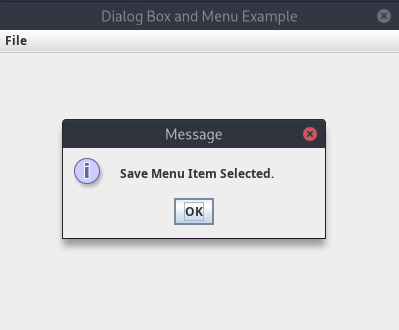 Dialog Box and Menu Example
File
Message
i
Save Menu Item Selected.
OK